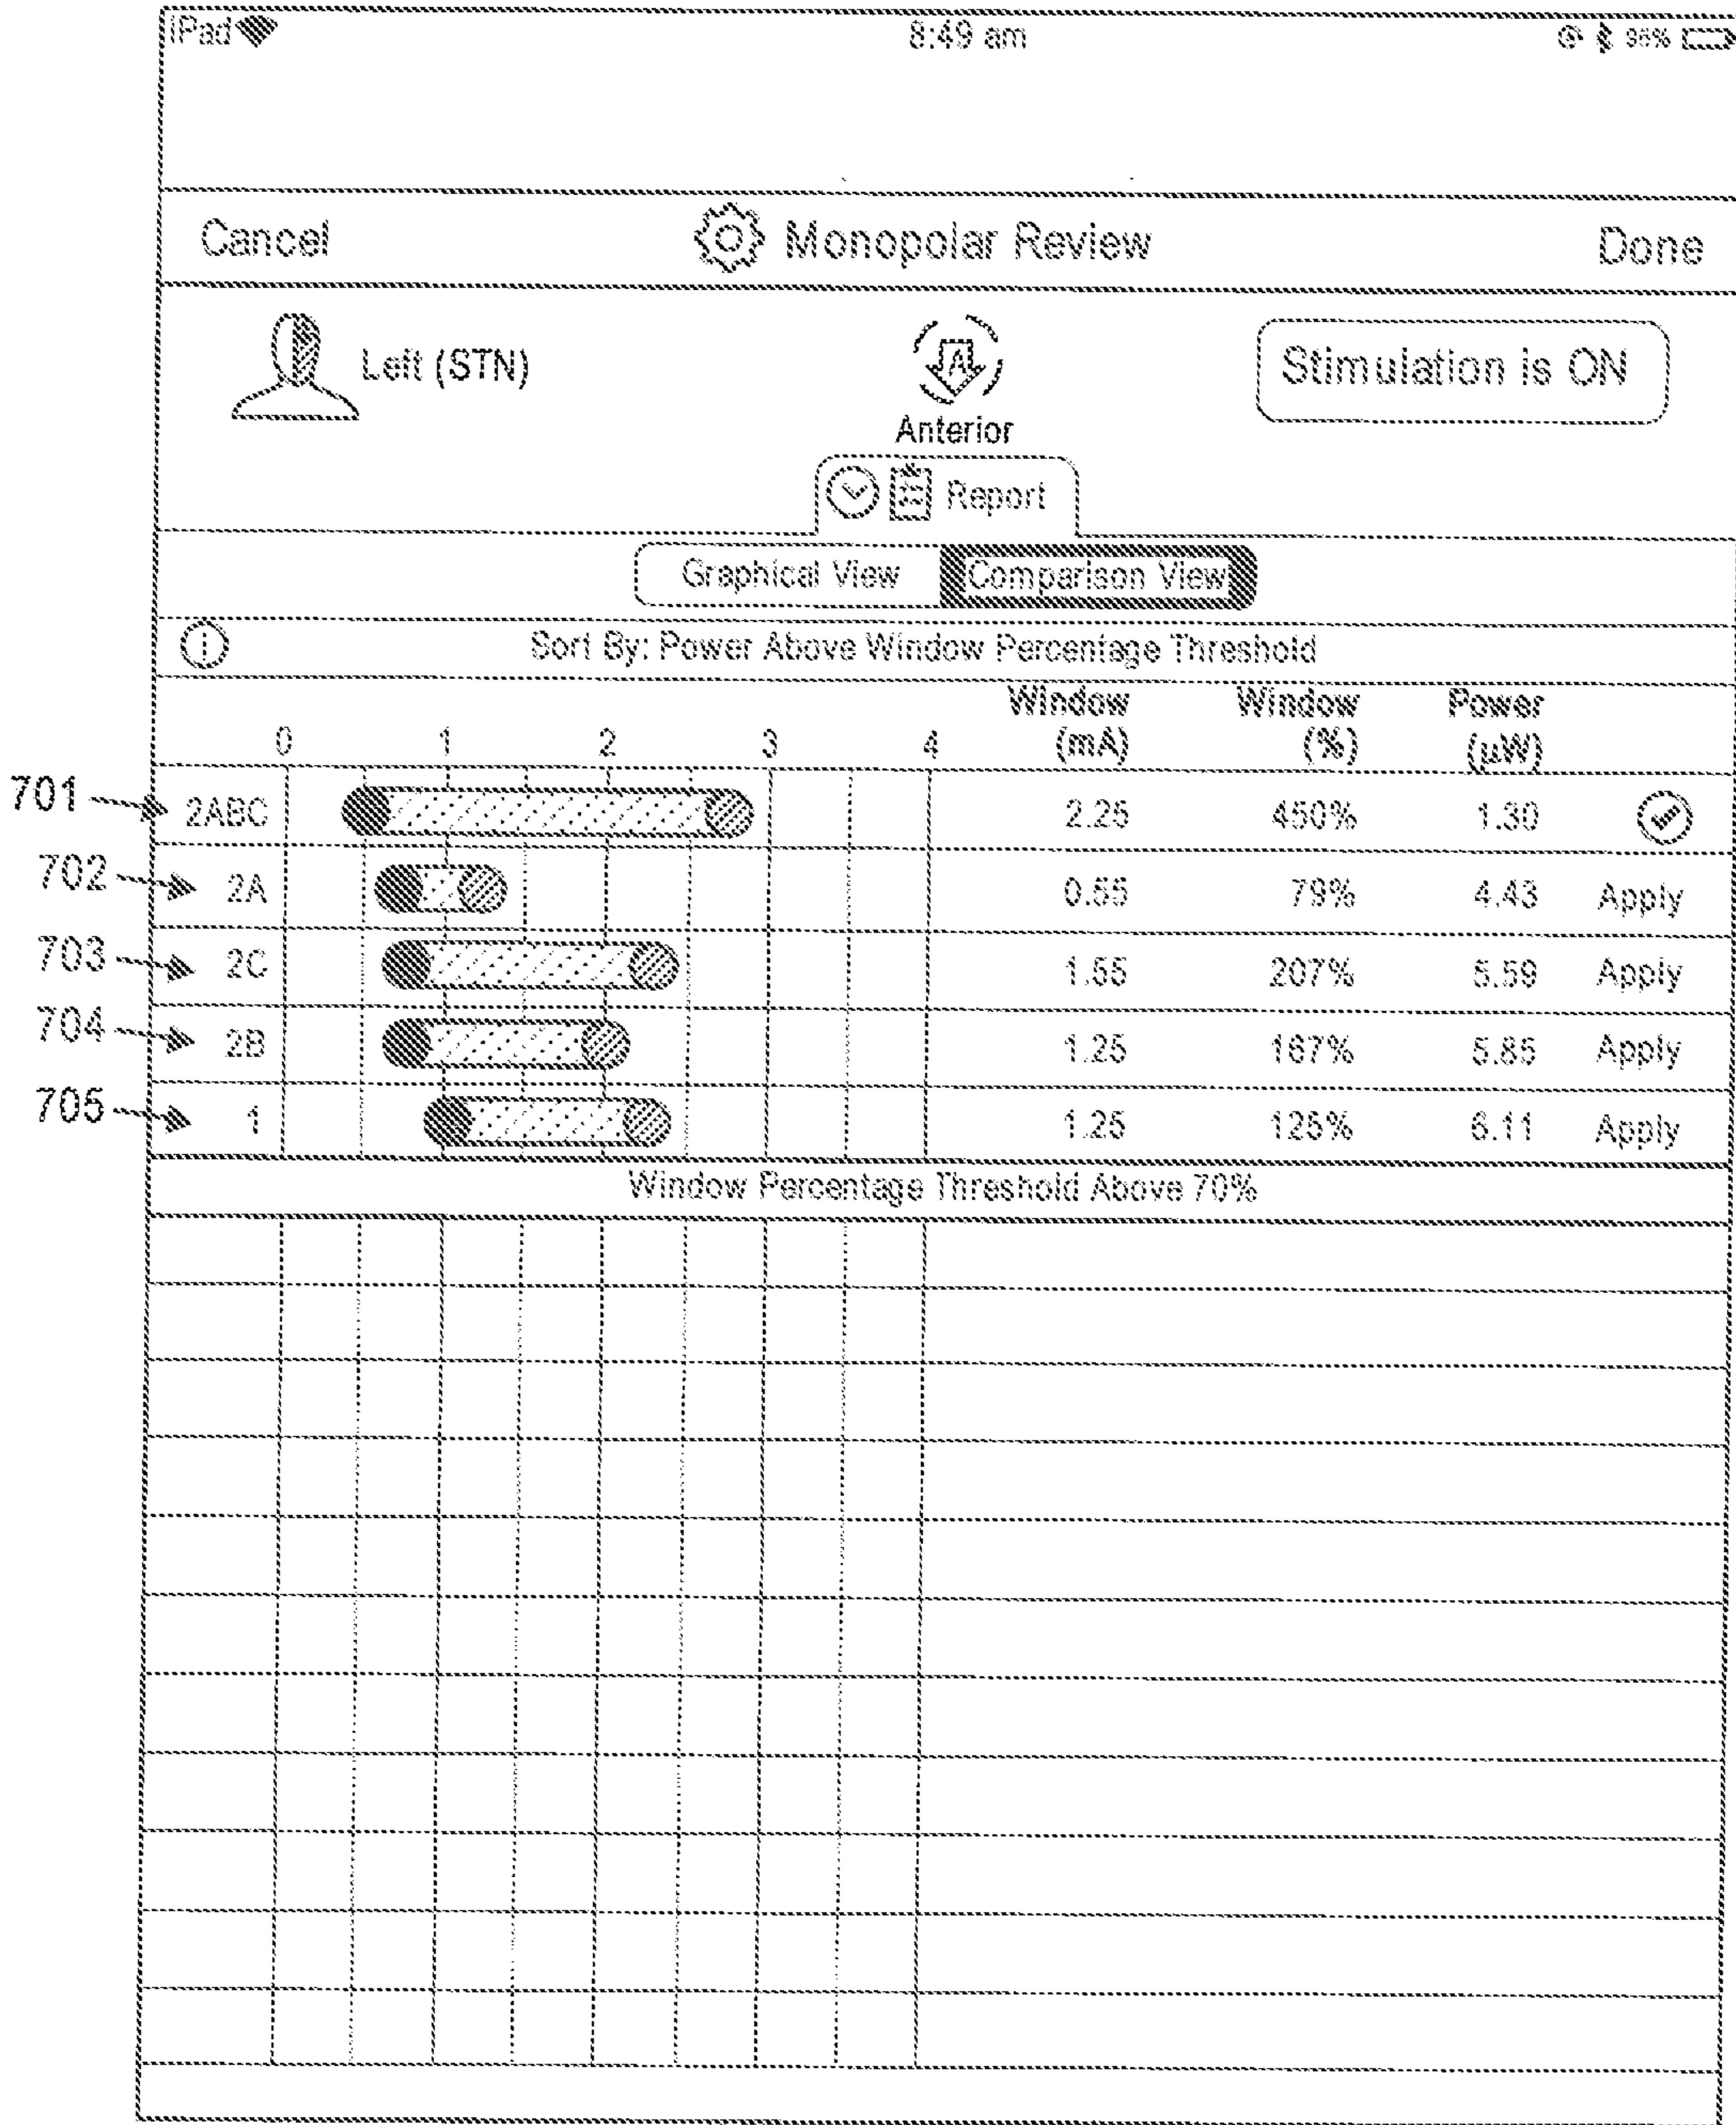 iPad 8:49 am 98%
Cancel Monopolar Review Done
Left (STN) A Stimulation is ON
Anterior
Report
Graphical View Comparison View
Sort By: Power Above Window Percentage Threshold
0 1 2 3 4 Window (mA) Window (%) Power (µW)
701 2ABC 2.25 450% 1.30
702 2A 0.55 79% 4.43 Apply
703 2C 1.55 207% 5.59 Apply
704 2B 1.25 167% 5.85 Apply
705 1 1.25 125% 6.11 Apply
Window Percentage Threshold Above 70%